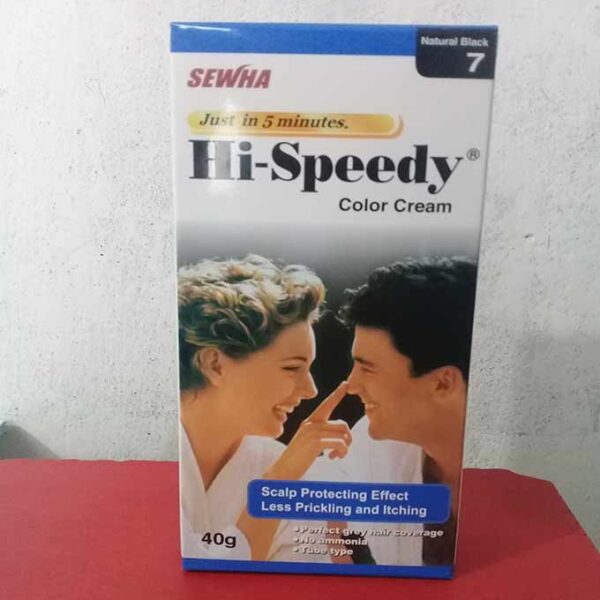 Natural Black
7
SEWHA
Just in 5 minutes.
Hi-Speedy®
Color Cream
Scalp Protecting Effect
Less Prickling and Itching
• Perfect grey hair coverage
• No ammonia
• Tube type
40g